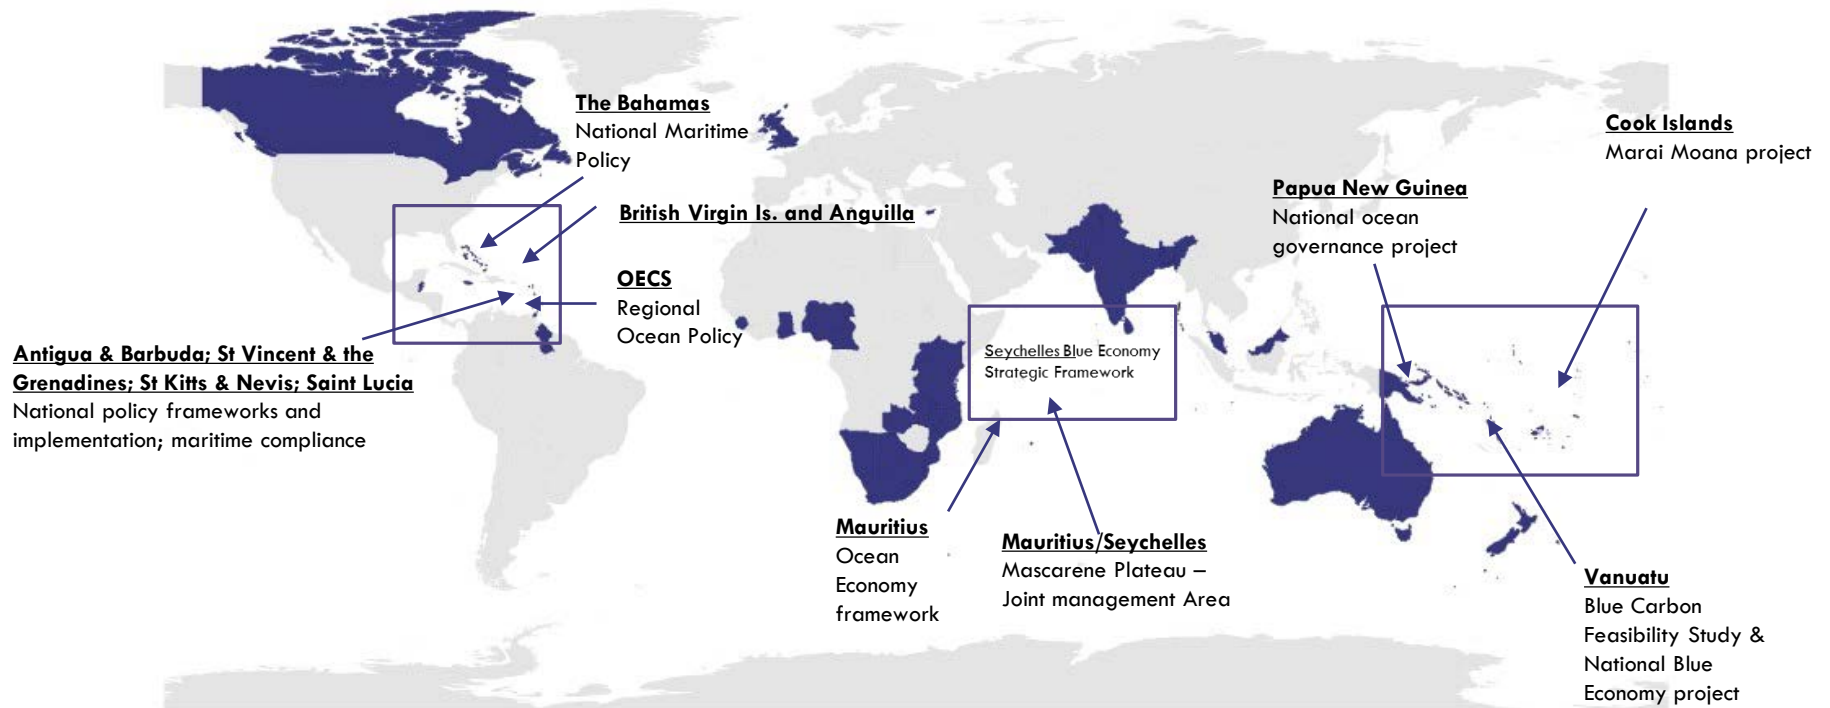 The Bahamas
National Maritime
Policy
British Virgin Is. and Anguilla
OECS
Regional
Ocean Policy
Antigua & Barbuda; St Vincent & the
Grenadines; St Kitts & Nevis; Saint Lucia
National policy frameworks and
implementation; maritime compliance
Seychelles Blue Economy
Strategic Framework
Mauritius
Ocean
Economy
framework
Mauritius/Seychelles
Mascarene Plateau –
Joint management Area
Papua New Guinea
National ocean
governance project
Cook Islands
Marai Moana project
Vanuatu
Blue Carbon
Feasibility Study &
National Blue
Economy project